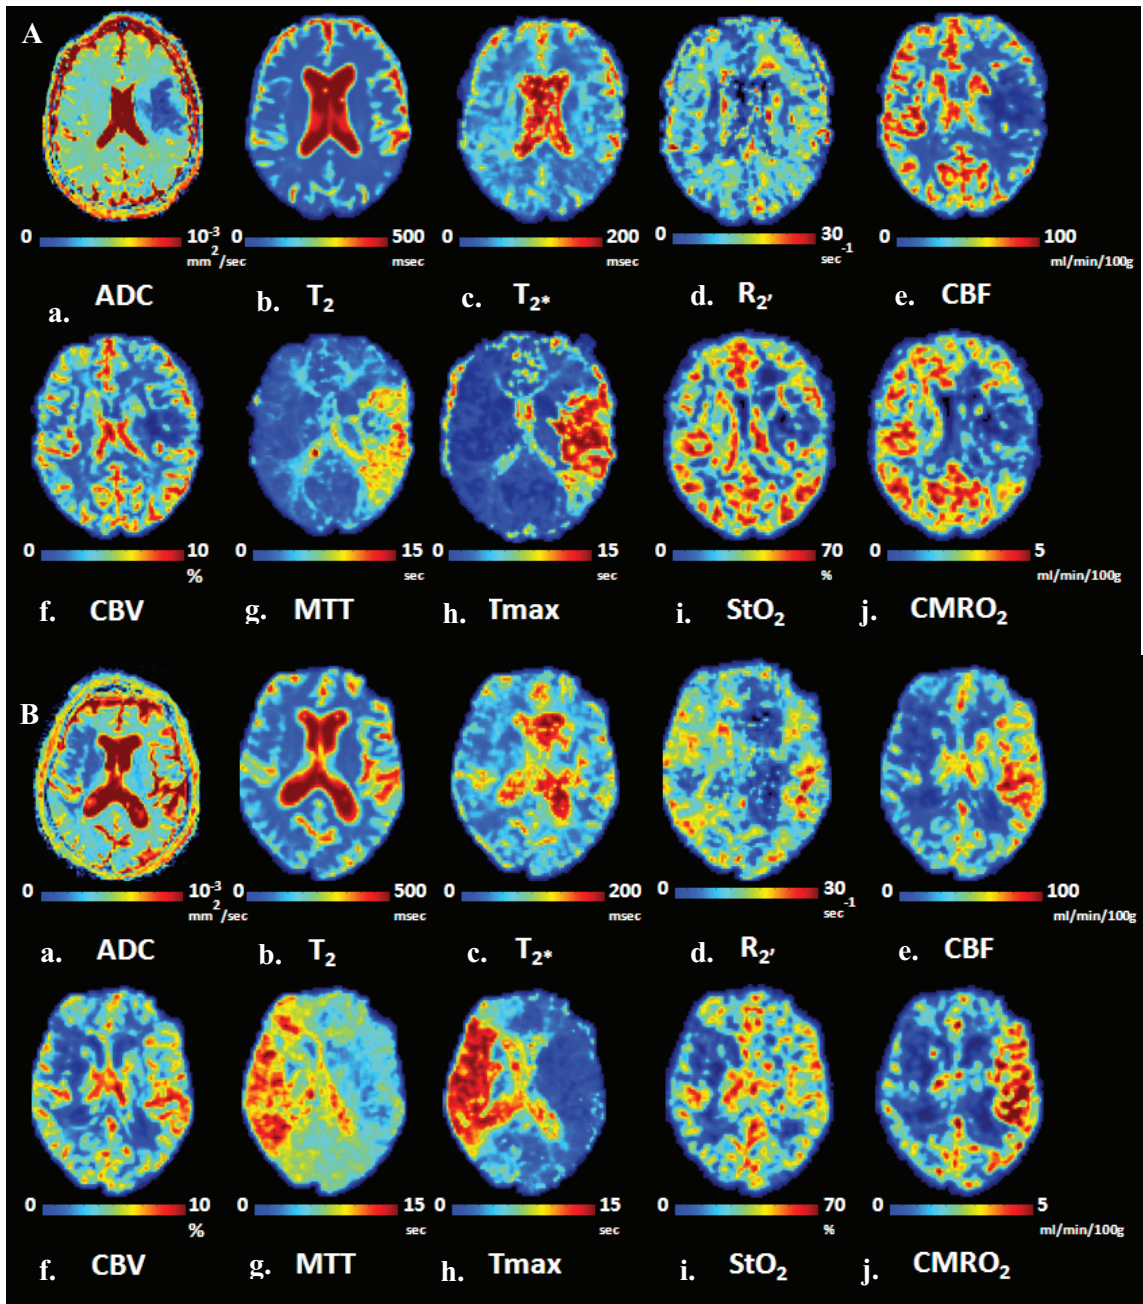 A
0 10-3 0 500 0 200 0 30 0 100
mm2/sec msec msec sec-1 ml/min/100g
a. ADC b. T2 c. T2* d. R2' e. CBF
0 10 0 15 0 15 0 70 0 5
% sec sec % ml/min/100g
f. CBV g. MTT h. Tmax i. StO2 j. CMRO2
B
0 10-3 0 500 0 200 0 30 0 100
mm2/sec msec msec sec-1 ml/min/100g
a. ADC b. T2 c. T2* d. R2' e. CBF
0 10 0 15 0 15 0 70 0 5
% sec sec % ml/min/100g
f. CBV g. MTT h. Tmax i. StO2 j. CMRO2